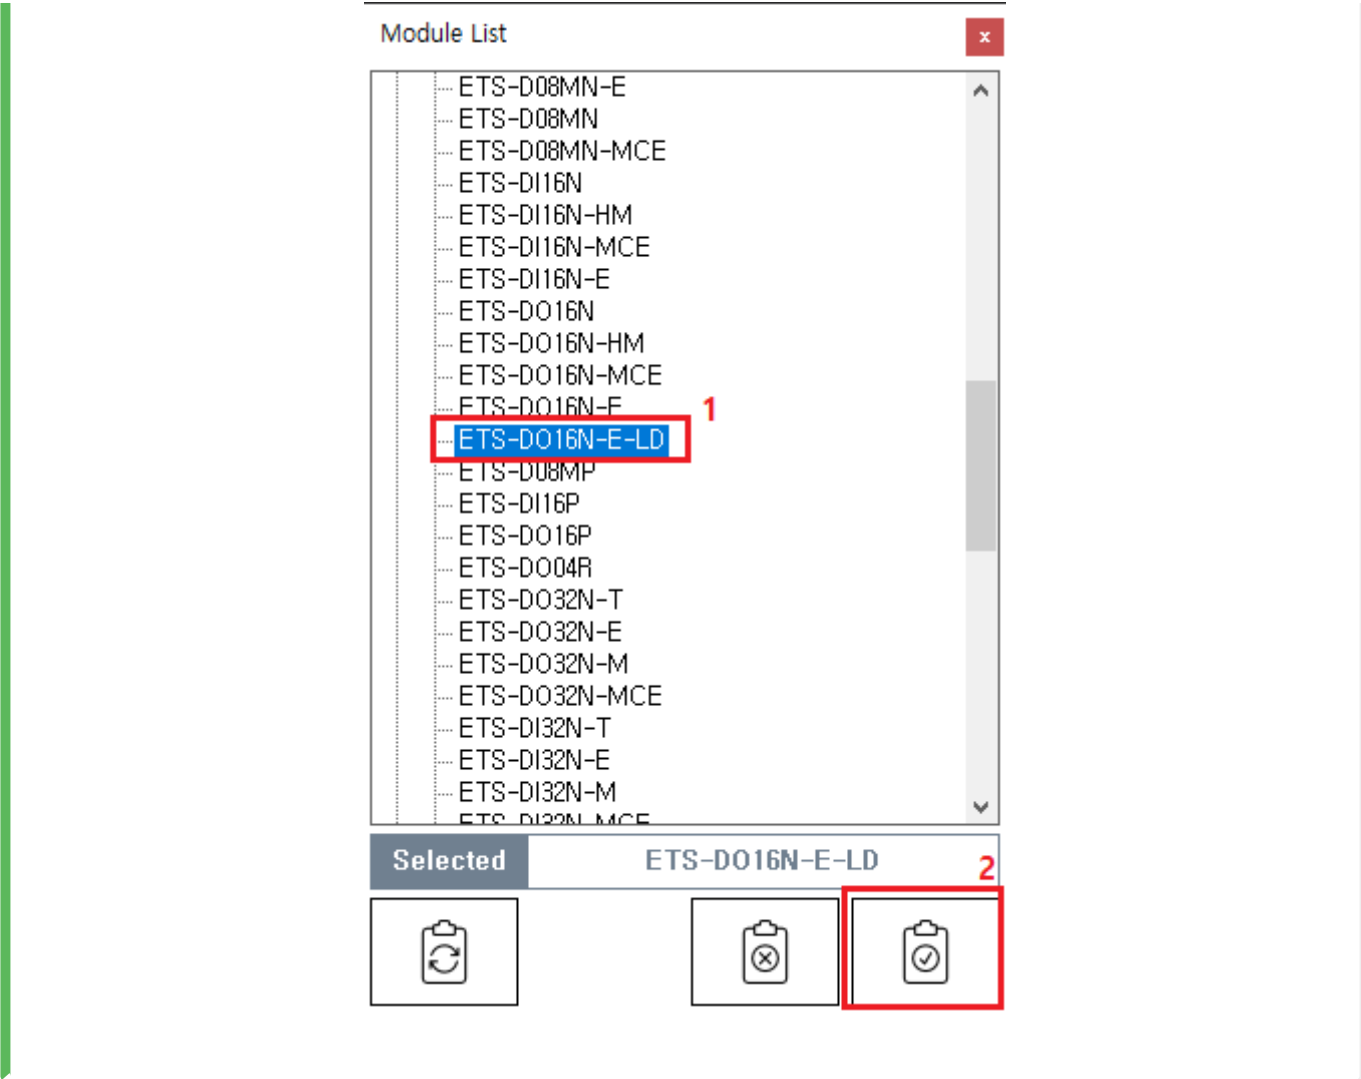 Module List
x
ETS-D08MN-E
ETS-D08MN
ETS-D08MN-MCE
ETS-DI16N
ETS-DI16N-HM
ETS-DI16N-MCE
ETS-DI16N-E
ETS-DO16N
ETS-DO16N-HM
ETS-DO16N-MCE
ETS-DO16N-E
1
ETS-DO16N-E-LD
ETS-D08MP
ETS-DI16P
ETS-DO16P
ETS-DO04R
ETS-DO32N-T
ETS-DO32N-E
ETS-DO32N-M
ETS-DO32N-MCE
ETS-DI32N-T
ETS-DI32N-E
ETS-DI32N-M
ETS-DI32N-MCE
Selected ETS-DO16N-E-LD
2